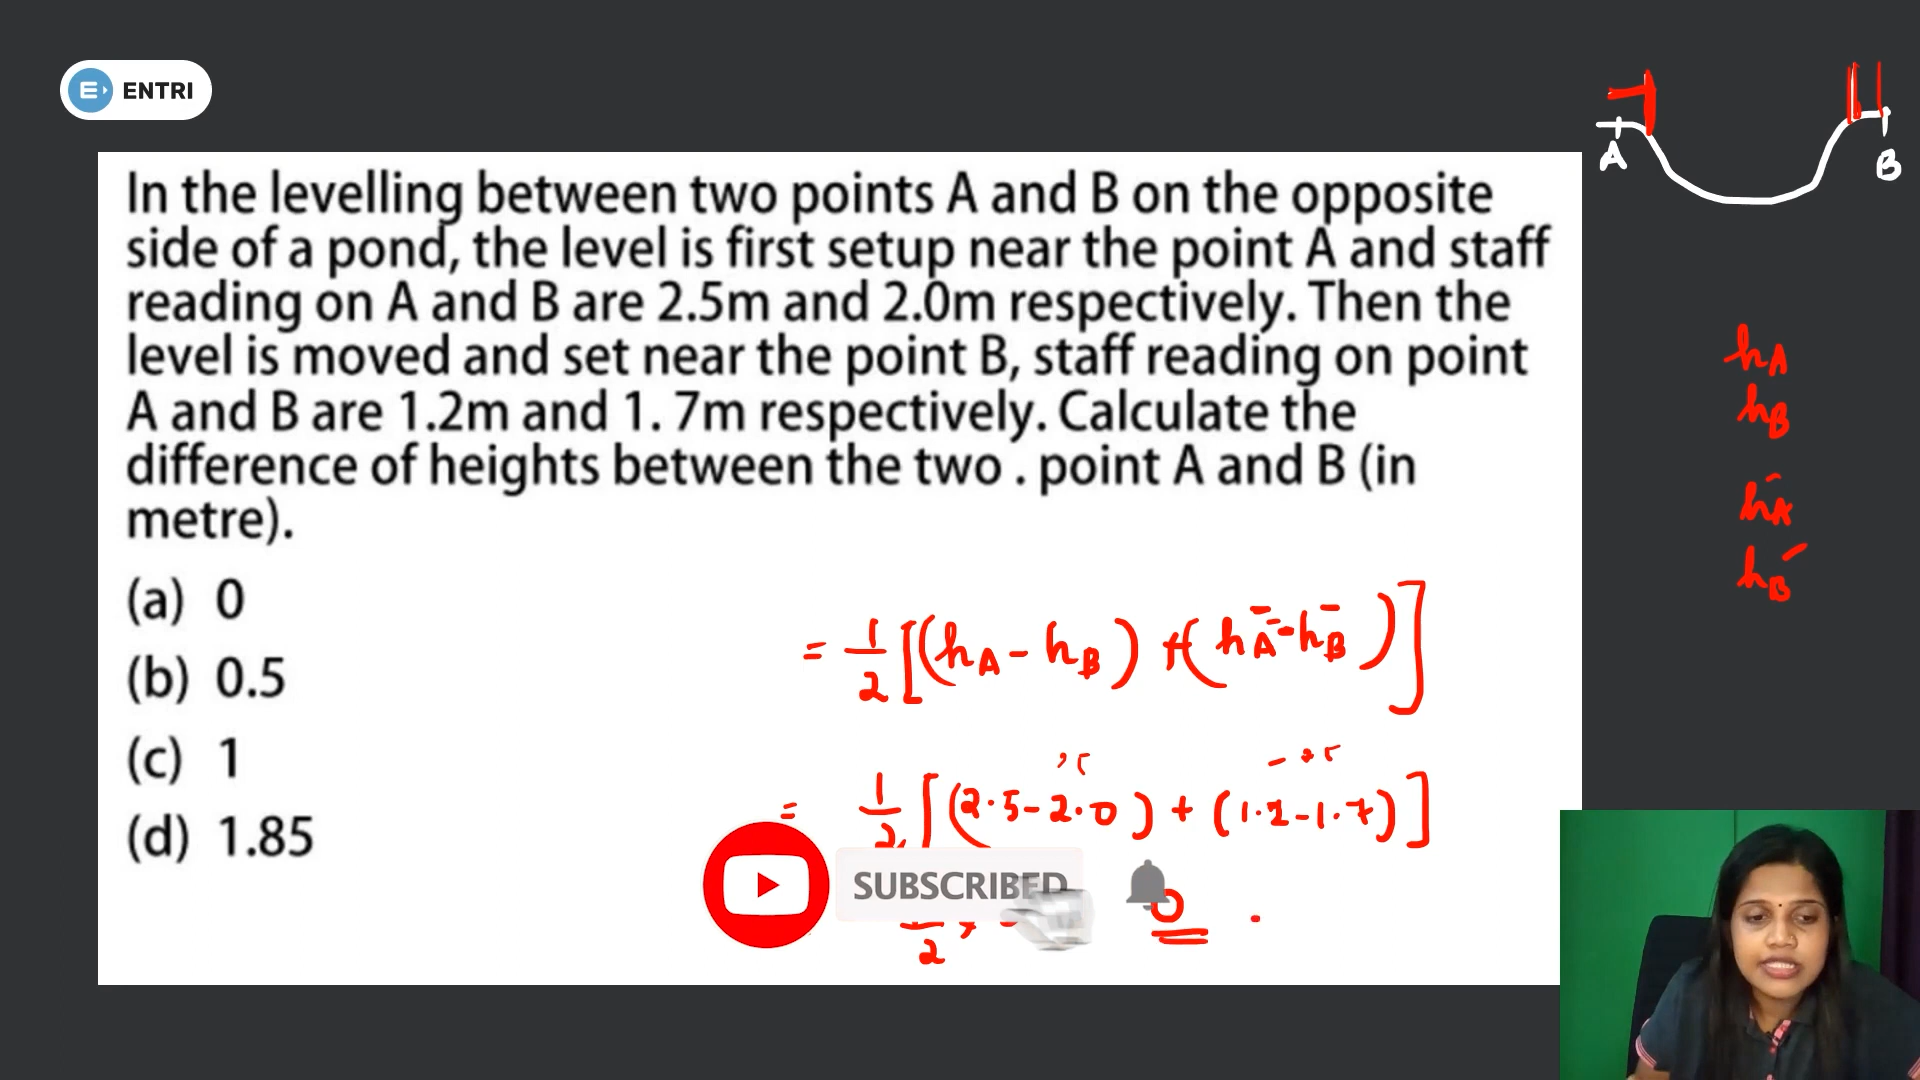 ENTRI
A
B
In the levelling between two points A and B on the opposite
side of a pond, the level is first setup near the point A and staff
reading on A and B are 2.5m and 2.0m respectively. Then the
level is moved and set near the point B, staff reading on point
A and B are 1.2m and 1. 7m respectively. Calculate the
difference of heights between the two . point A and B (in
metre).
hA
hB
hA'
hB'
(a) 0
(b) 0.5
(c) 1
(d) 1.85
= 1/2 [(hA - hB) + (hA' - hB')]
= 1/2 [(2.5-2.0) + (1.2-1.7)]
SUBSCRIBED
2
0